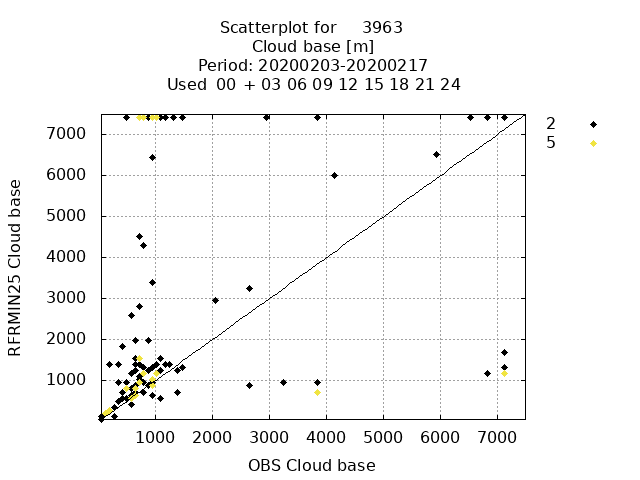 Scatterplot for 3963
Cloud base [m]
Period: 20200203-20200217
Used 00 + 03 06 09 12 15 18 21 24
2
5
7000
6000
5000
4000
3000
2000
1000
RFRMIN25 Cloud base
1000 2000 3000 4000 5000 6000 7000
OBS Cloud base